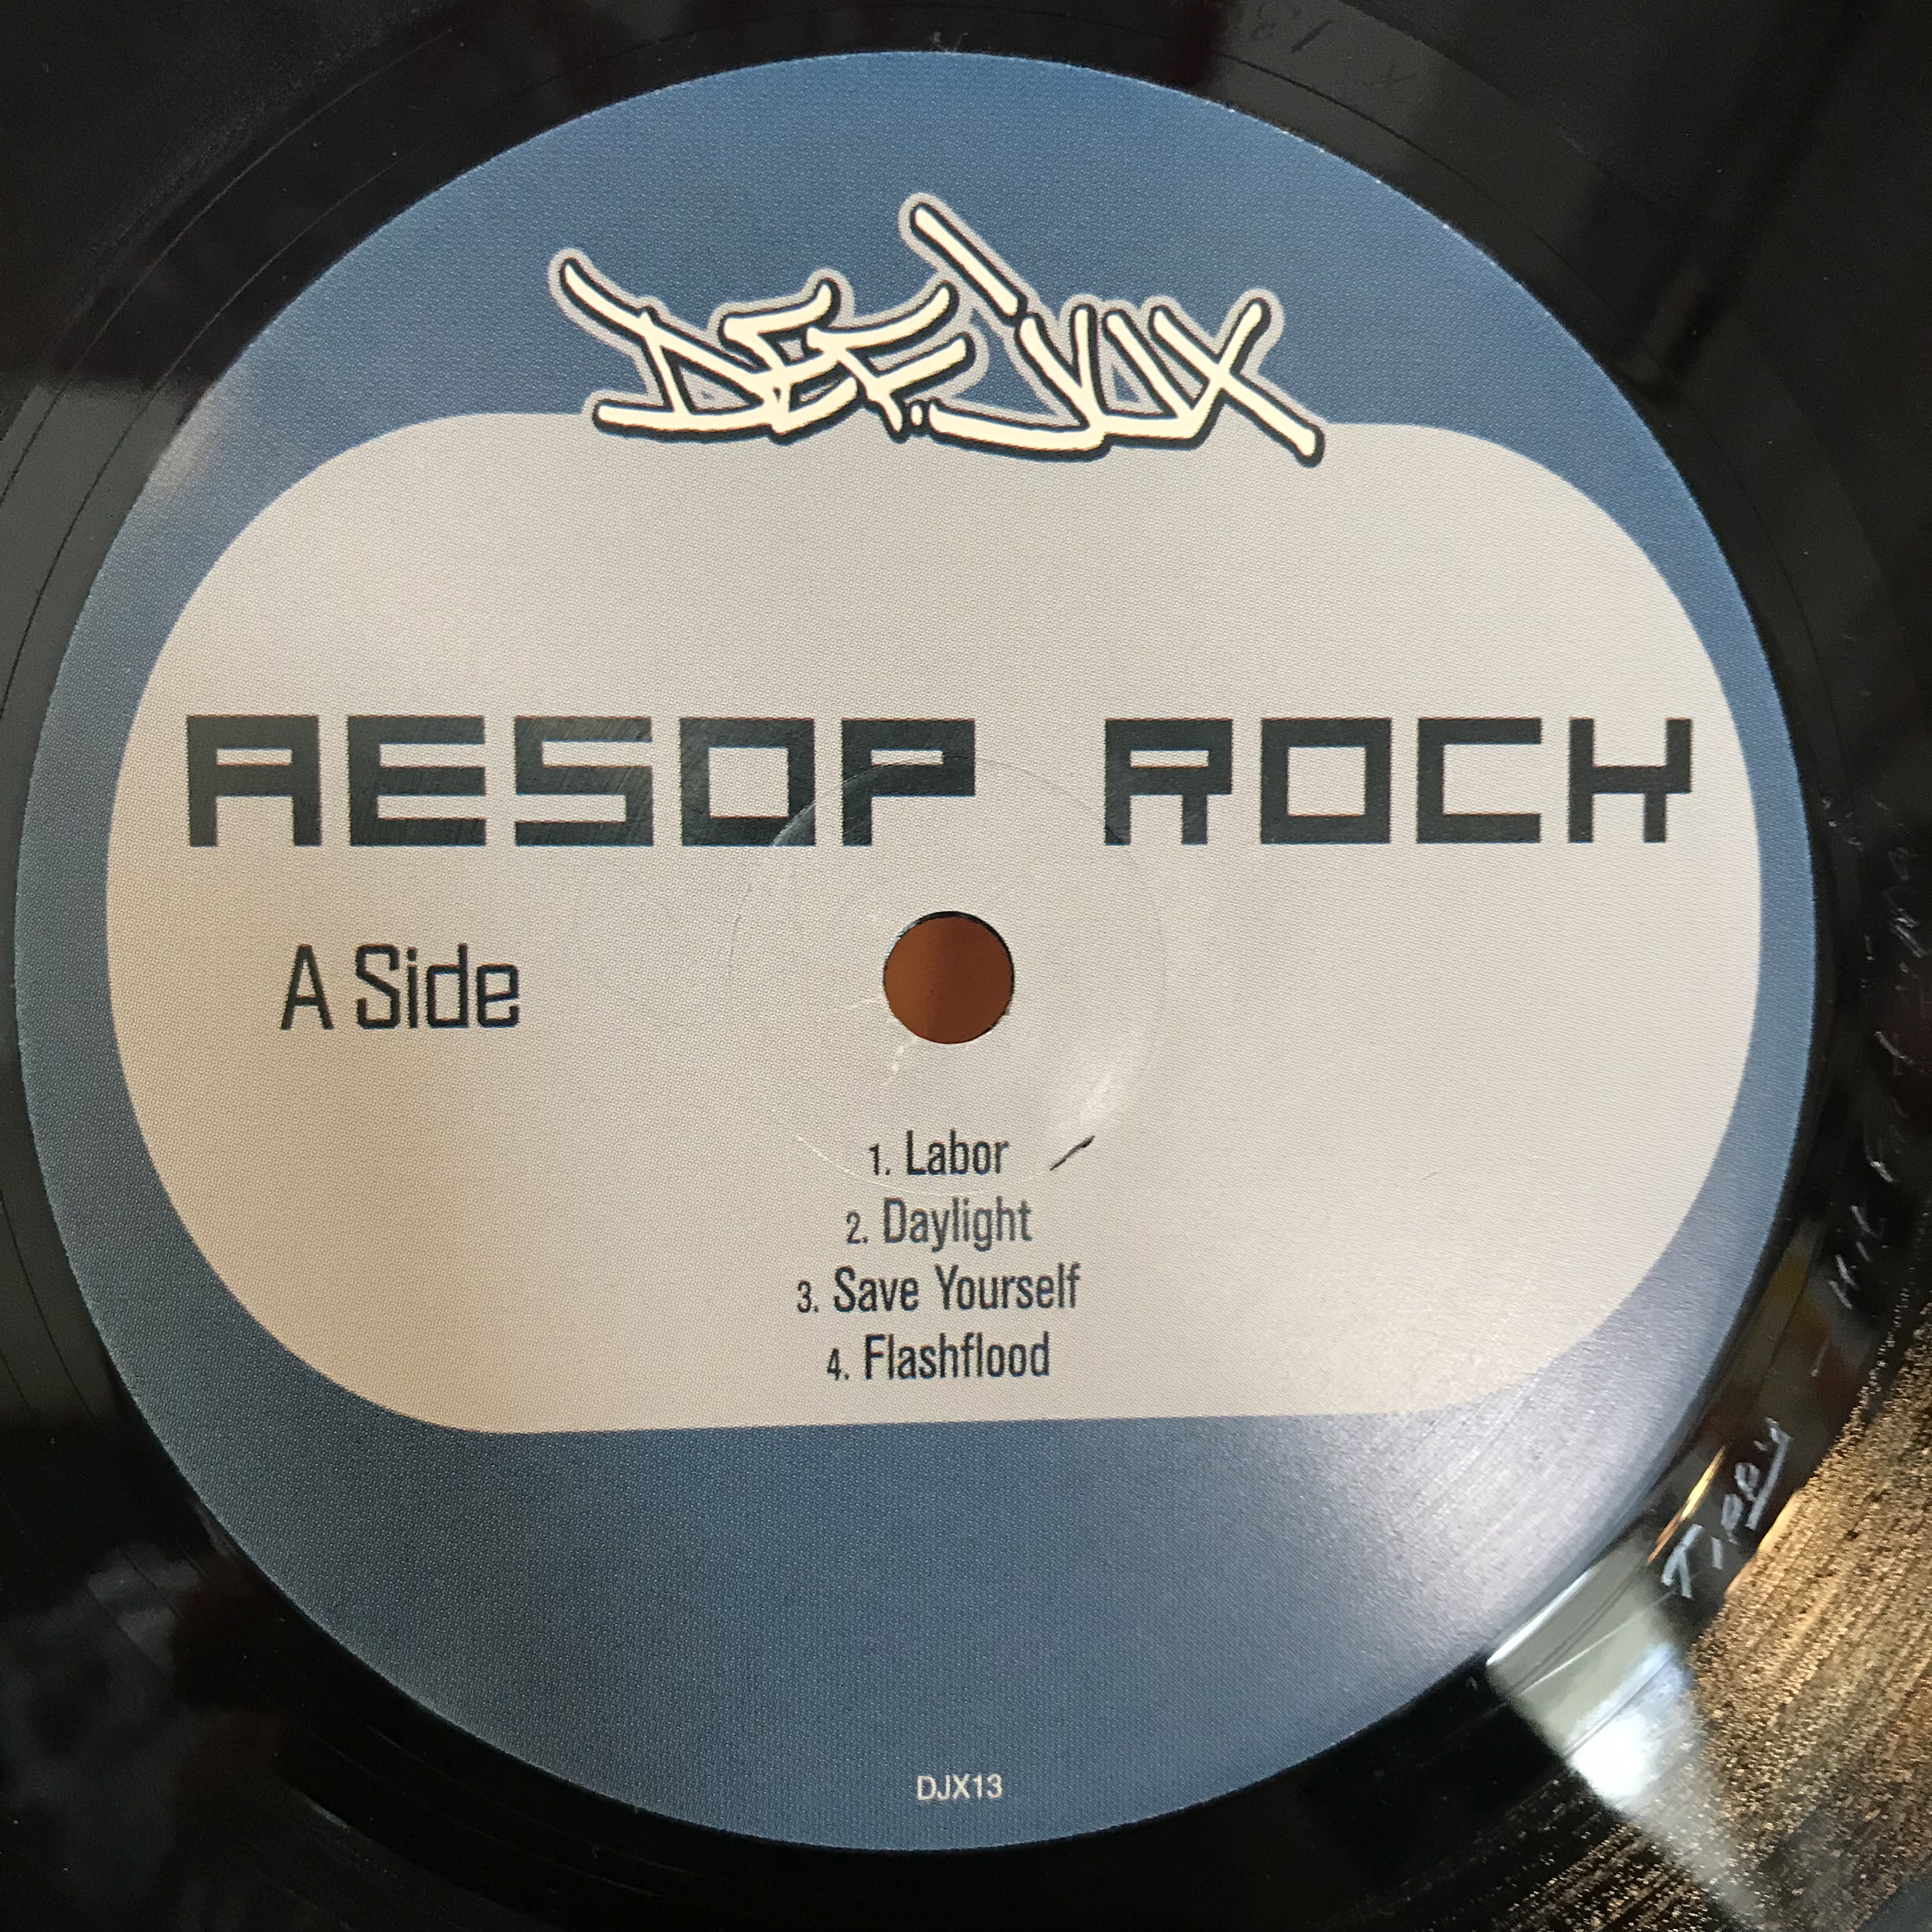 DEF JUX
AESOP ROCK
A Side
1. Labor
2. Daylight
3. Save Yourself
4. Flashflood
DJX13